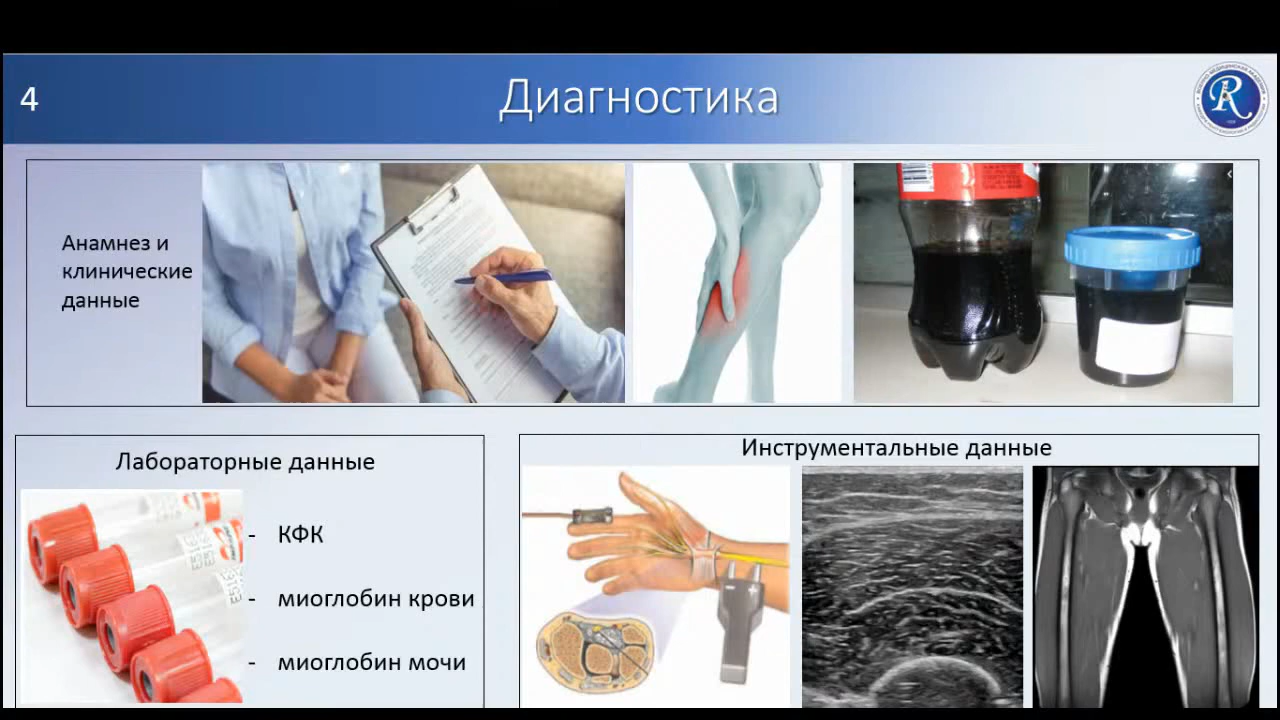 4
Диагностика
Анамнез и
клинические
данные
Лабораторные данные
- КФК
- миоглобин крови
- миоглобин мочи
Инструментальные данные